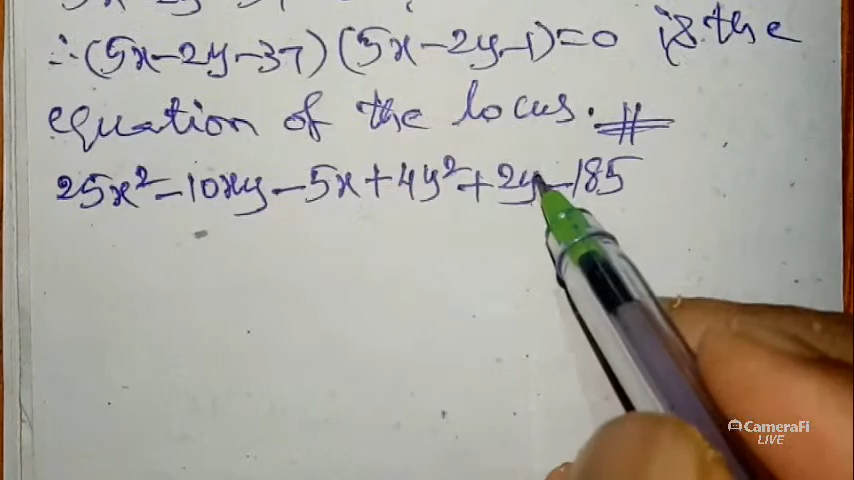 ∴(5x-2y-37)(5x-2y-1)=0 is the
equation of the locus.
25x²-10xy-5x+4y²+2y-185
CameraFi
LIVE